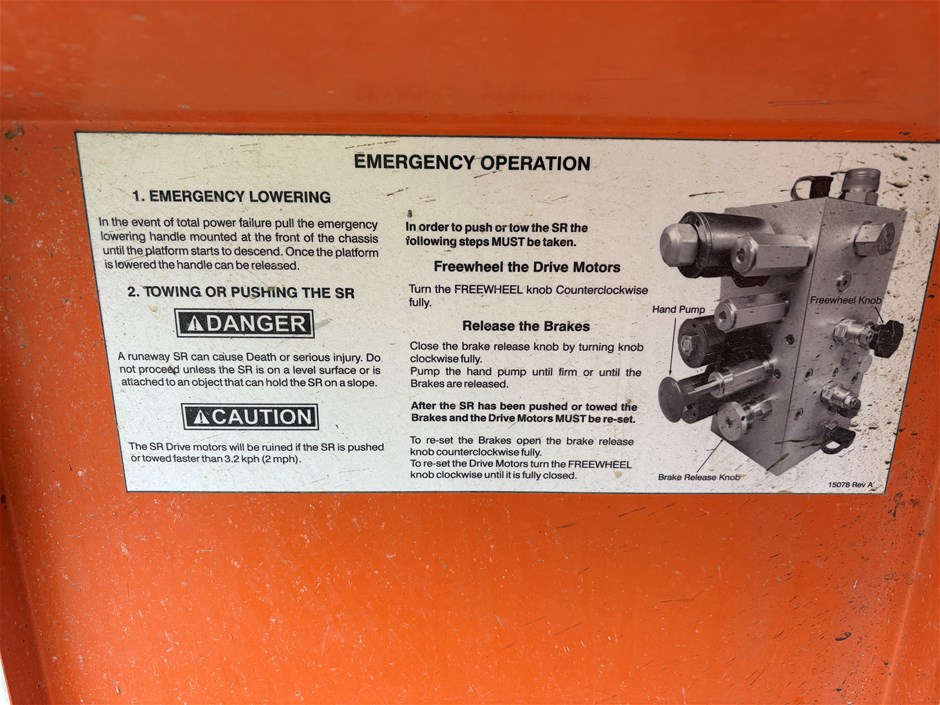 EMERGENCY OPERATION
1. EMERGENCY LOWERING
In the event of total power failure pull the emergency
lowering handle mounted at the front of the chassis
until the platform starts to descend. Once the platform
is lowered the handle can be released.
2. TOWING OR PUSHING THE SR
DANGER
A runaway SR can cause Death or serious injury. Do
not proceed unless the SR is on a level surface or is
attached to an object that can hold the SR on a slope.
CAUTION
The SR Drive motors will be ruined if the SR is pushed
or towed faster than 3.2 kph (2 mph).
In order to push or tow the SR the
following steps MUST be taken.
Freewheel the Drive Motors
Turn the FREEWHEEL knob Counterclockwise
fully.
Release the Brakes
Close the brake release knob by turning knob
clockwise fully.
Pump the hand pump until firm or until the
Brakes are released.
After the SR has been pushed or towed the
Brakes and the Drive Motors MUST be re-set.
To re-set the Brakes open the brake release
knob counterclockwise fully.
To re-set the Drive Motors turn the FREEWHEEL
knob clockwise until it is fully closed.
Hand Pump
Freewheel Knob
Brake Release Knob
15078 Rev A